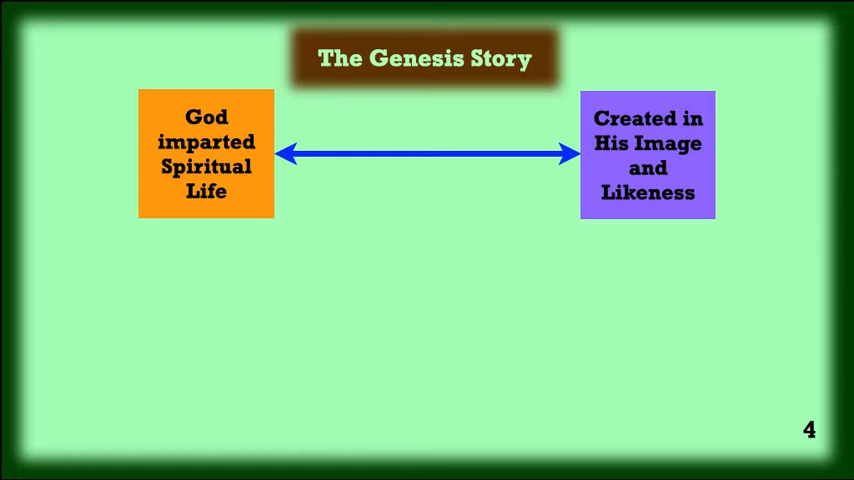 The Genesis Story
God
imparted
Spiritual
Life
Created in
His Image
and
Likeness
4